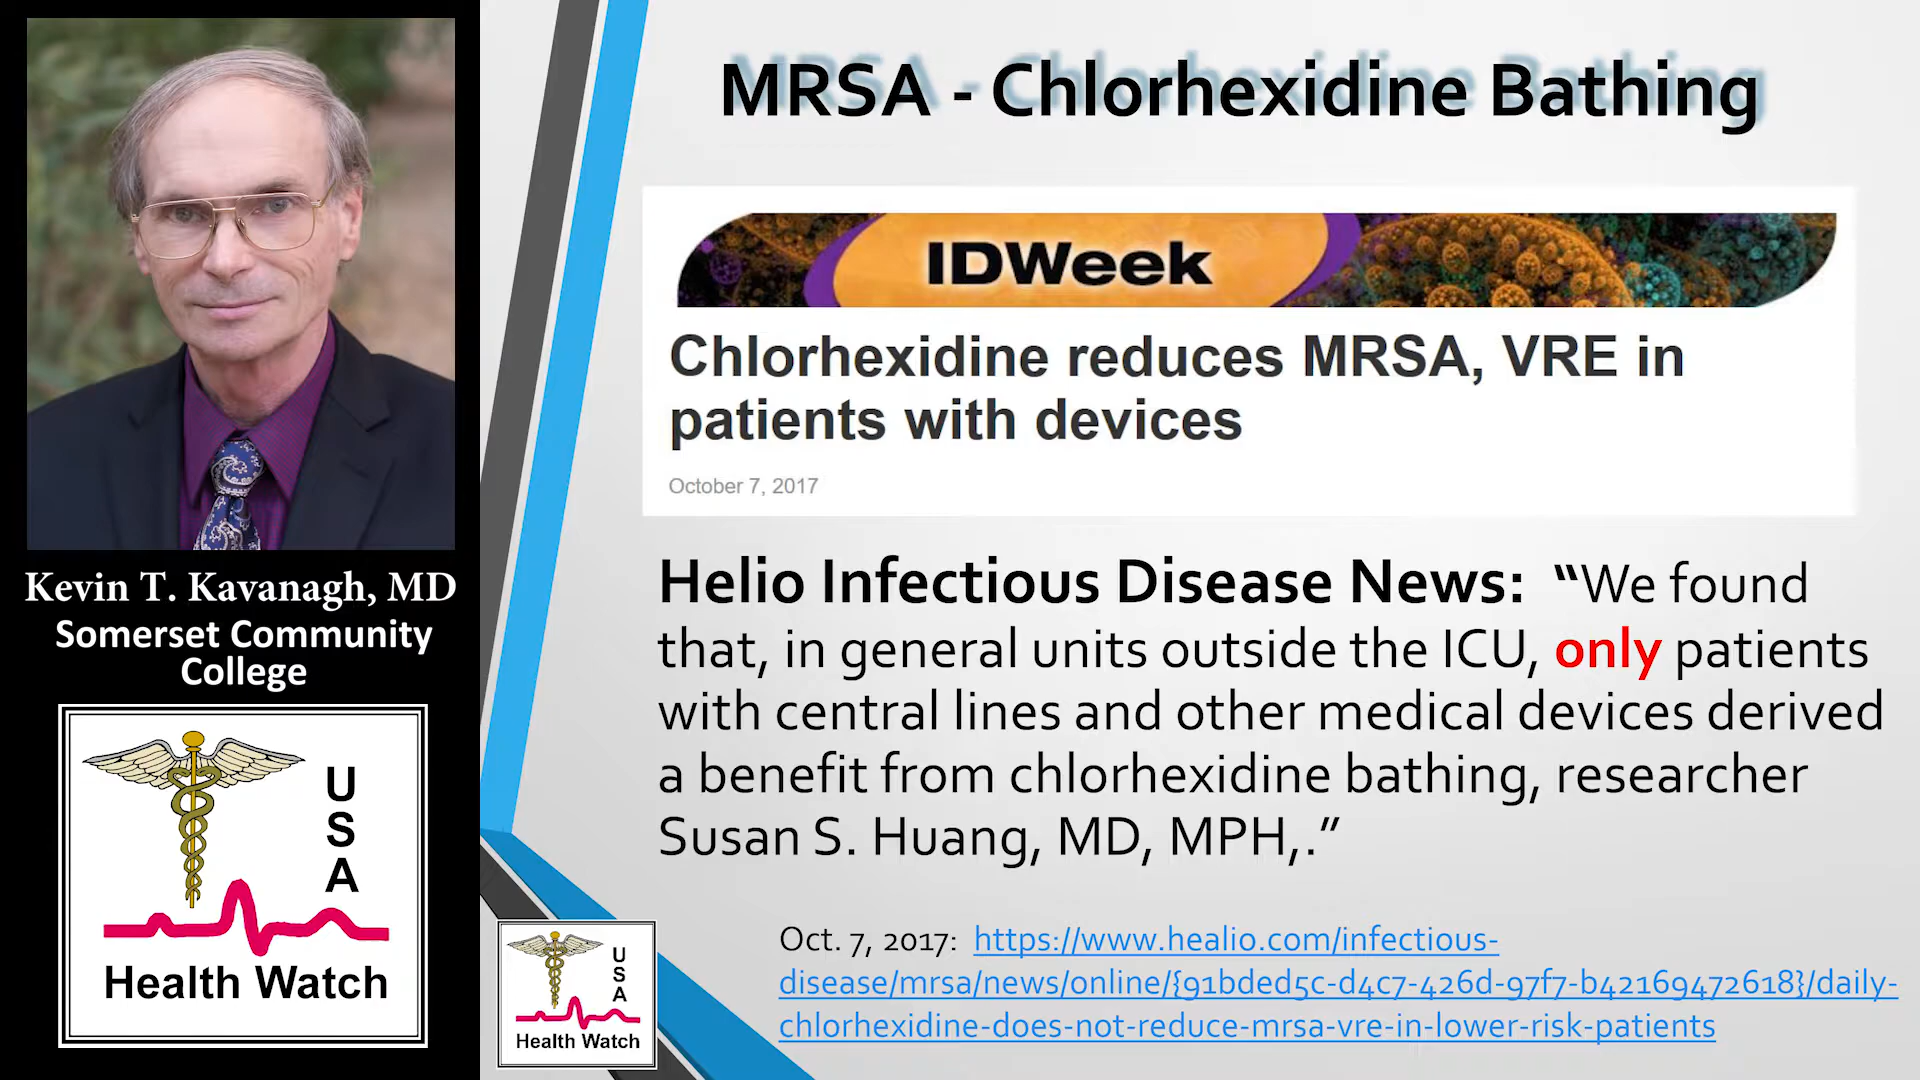 Kevin T. Kavanagh, MD
Somerset Community
College
U
S
A
Health Watch
MRSA - Chlorhexidine Bathing
IDWeek
Chlorhexidine reduces MRSA, VRE in
patients with devices
October 7, 2017
Helio Infectious Disease News: “We found
that, in general units outside the ICU, only patients
with central lines and other medical devices derived
a benefit from chlorhexidine bathing, researcher
Susan S. Huang, MD, MPH,.”
Oct. 7, 2017: https://www.healio.com/infectious-
disease/mrsa/news/online/{91bded5c-d4c7-426d-97f7-b42169472618}/daily-
chlorhexidine-does-not-reduce-mrsa-vre-in-lower-risk-patients
U
S
A
Health Watch